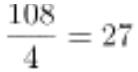 108/4 = 27